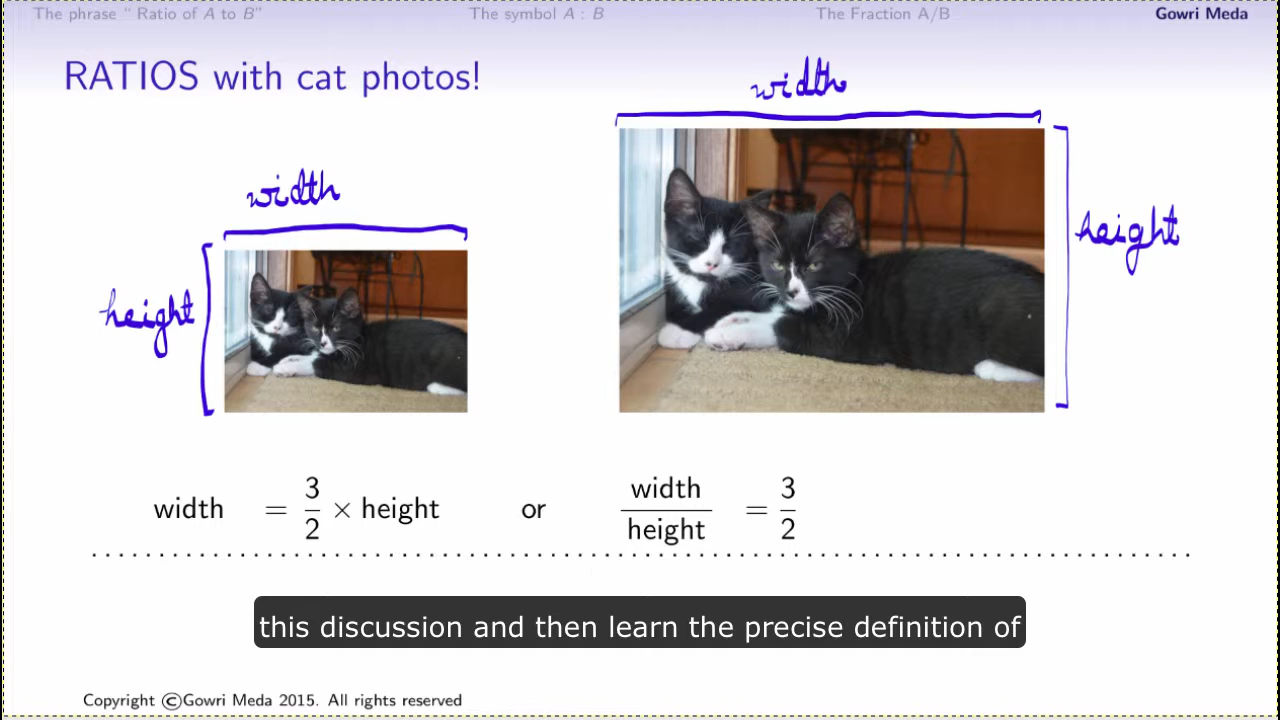 The phrase “ Ratio of A to B” The symbol A : B The Fraction A/B Gowri Meda
RATIOS with cat photos!
width
width
height
height
width = 3/2 × height or width/height = 3/2
this discussion and then learn the precise definition of
Copyright ©Gowri Meda 2015. All rights reserved